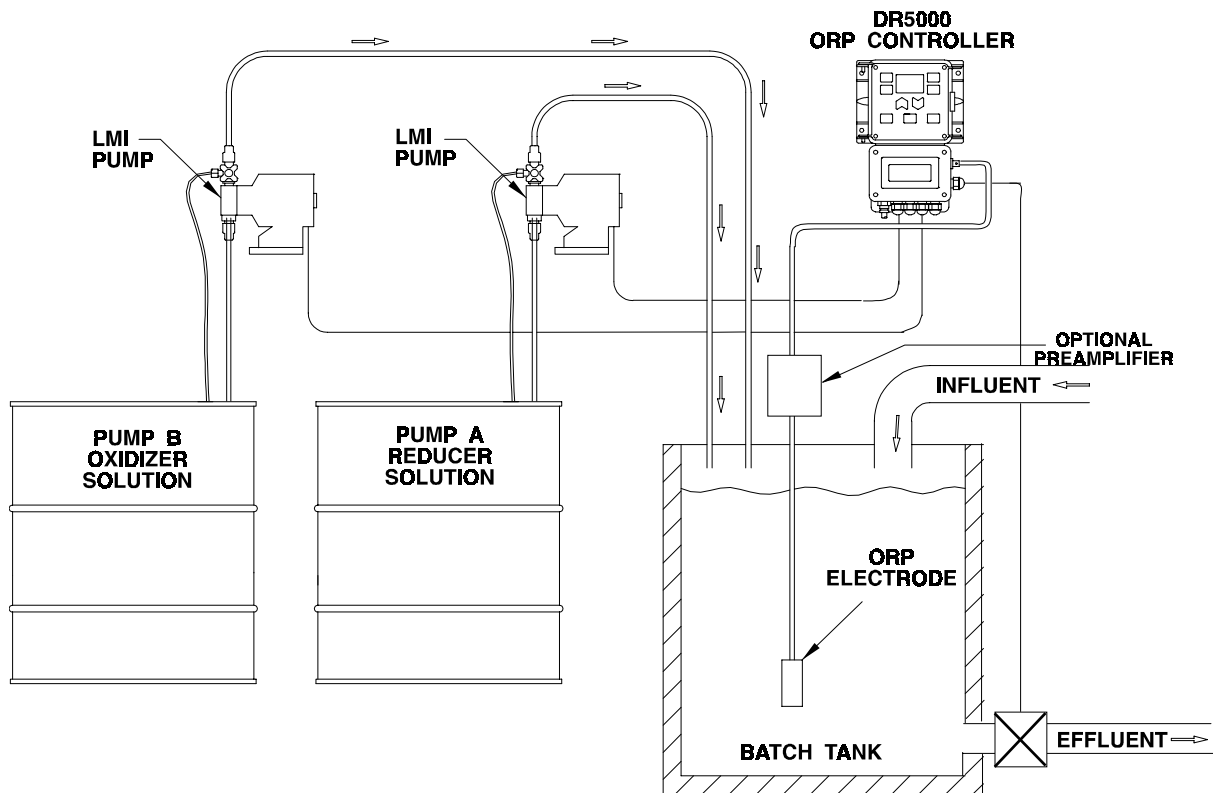 DR5000
ORP CONTROLLER
LMI
PUMP
LMI
PUMP
OPTIONAL
PREAMPLIFIER
INFLUENT
PUMP B
OXIDIZER
SOLUTION
PUMP A
REDUCER
SOLUTION
ORP
ELECTRODE
BATCH TANK
EFFLUENT